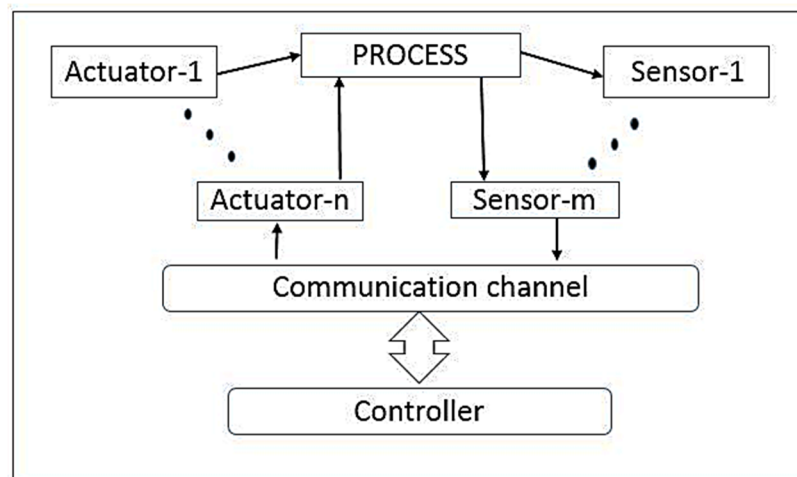 PROCESS
Actuator-1
Sensor-1
Actuator-n
Sensor-m
Communication channel
Controller